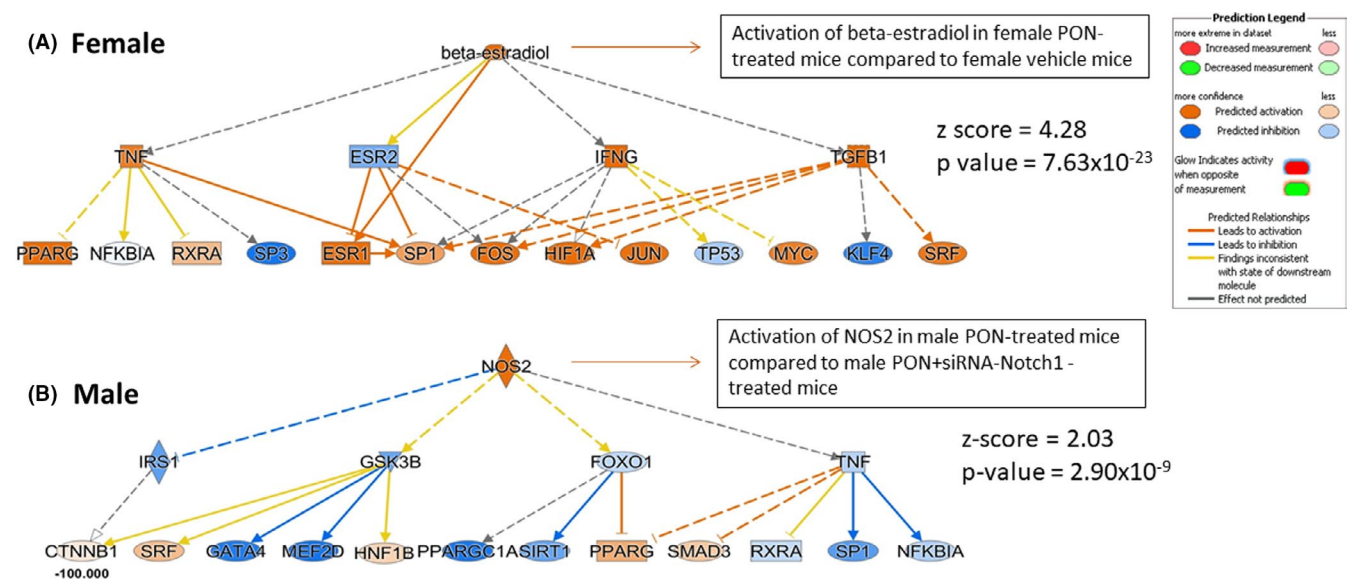 (A) Female
beta-estradiol
Activation of beta-estradiol in female PON-
treated mice compared to female vehicle mice
z score = 4.28
p value = 7.63x10⁻²³
TNF ESR2 IFNG TGFB1
PPARG NFKBIA RXRA SP3 ESR1 SP1 FOS HIF1A JUN TP53 MYC KLF4 SRF
Prediction Legend
more extreme in dataset less
Increased measurement
Decreased measurement
more confidence less
Predicted activation
Predicted inhibition
Glow Indicates activity
when opposite
of measurement
Predicted Relationships
Leads to activation
Leads to inhibition
Findings inconsistent
with state of downstream
molecule
Effect not predicted
(B) Male
NOS2
Activation of NOS2 in male PON-treated mice
compared to male PON+siRNA-Notch1 -
treated mice
z-score = 2.03
p-value = 2.90x10⁻⁹
IRS1 GSK3B FOXO1 TNF
CTNNB1 SRF GATA4 MEF2D HNF1B PPARGC1A SIRT1 PPARG SMAD3 RXRA SP1 NFKBIA
-100.000